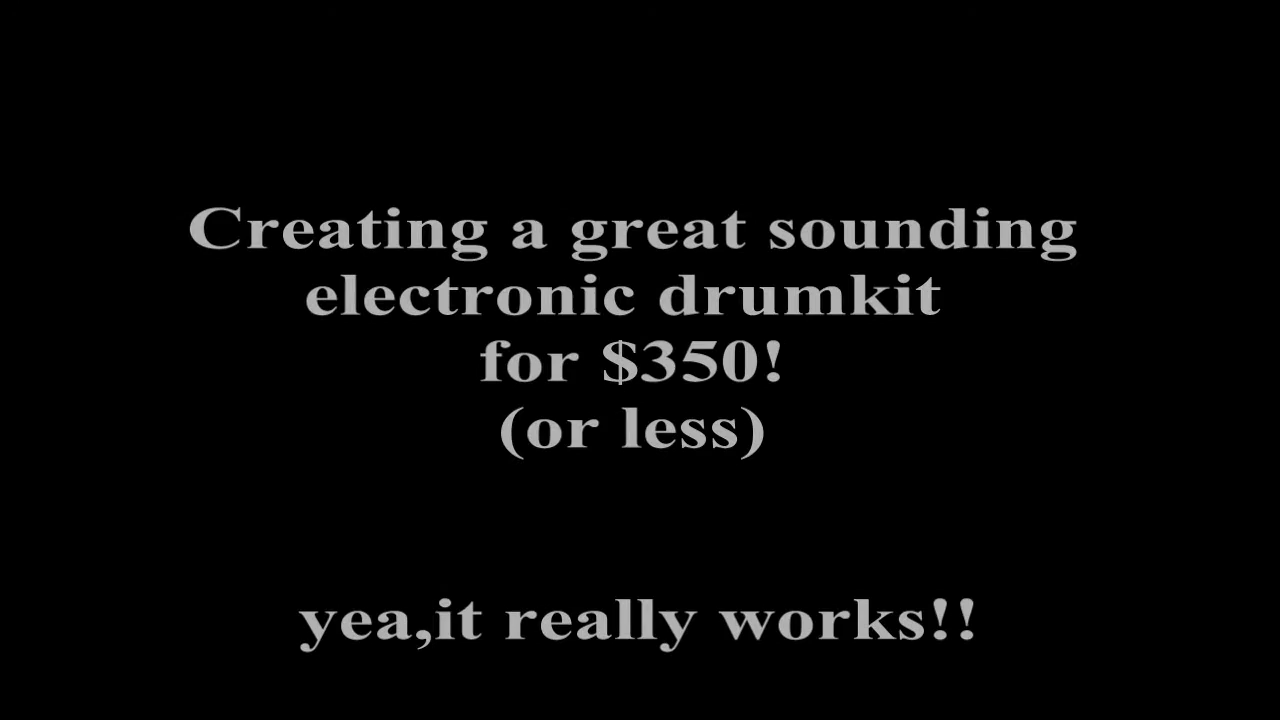 Creating a great sounding
electronic drumkit
for $350!
(or less)
yea,it really works!!